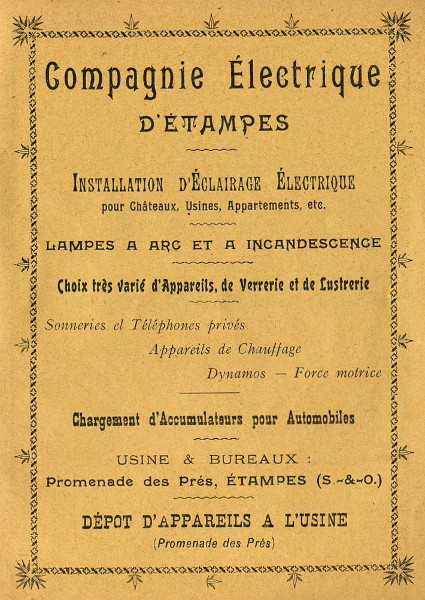 Compagnie Électrique
D'ÉTAMPES
INSTALLATION D'ÉCLAIRAGE ÉLECTRIQUE
pour Châteaux, Usines, Appartements, etc.
LAMPES A ARC ET A INCANDESCENCE
Choix très varié d'Appareils, de Verrerie et de Lustrerie
Sonneries et Téléphones privés
Appareils de Chauffage
Dynamos — Force motrice
Chargement d'Accumulateurs pour Automobiles
USINE & BUREAUX :
Promenade des Prés, ÉTAMPES (S.-&-O.)
DÉPOT D'APPAREILS A L'USINE
(Promenade des Prés)